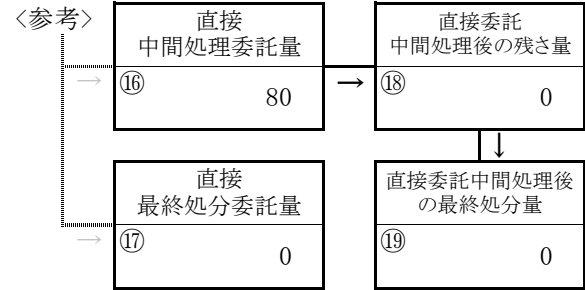 〈参考〉
直接
中間処理委託量
→
⑯
80
→
直接委託
中間処理後の残さ量
⑱
0
↓
直接
最終処分委託量
→
⑰
0
直接委託中間処理後
の最終処分量
⑲
0